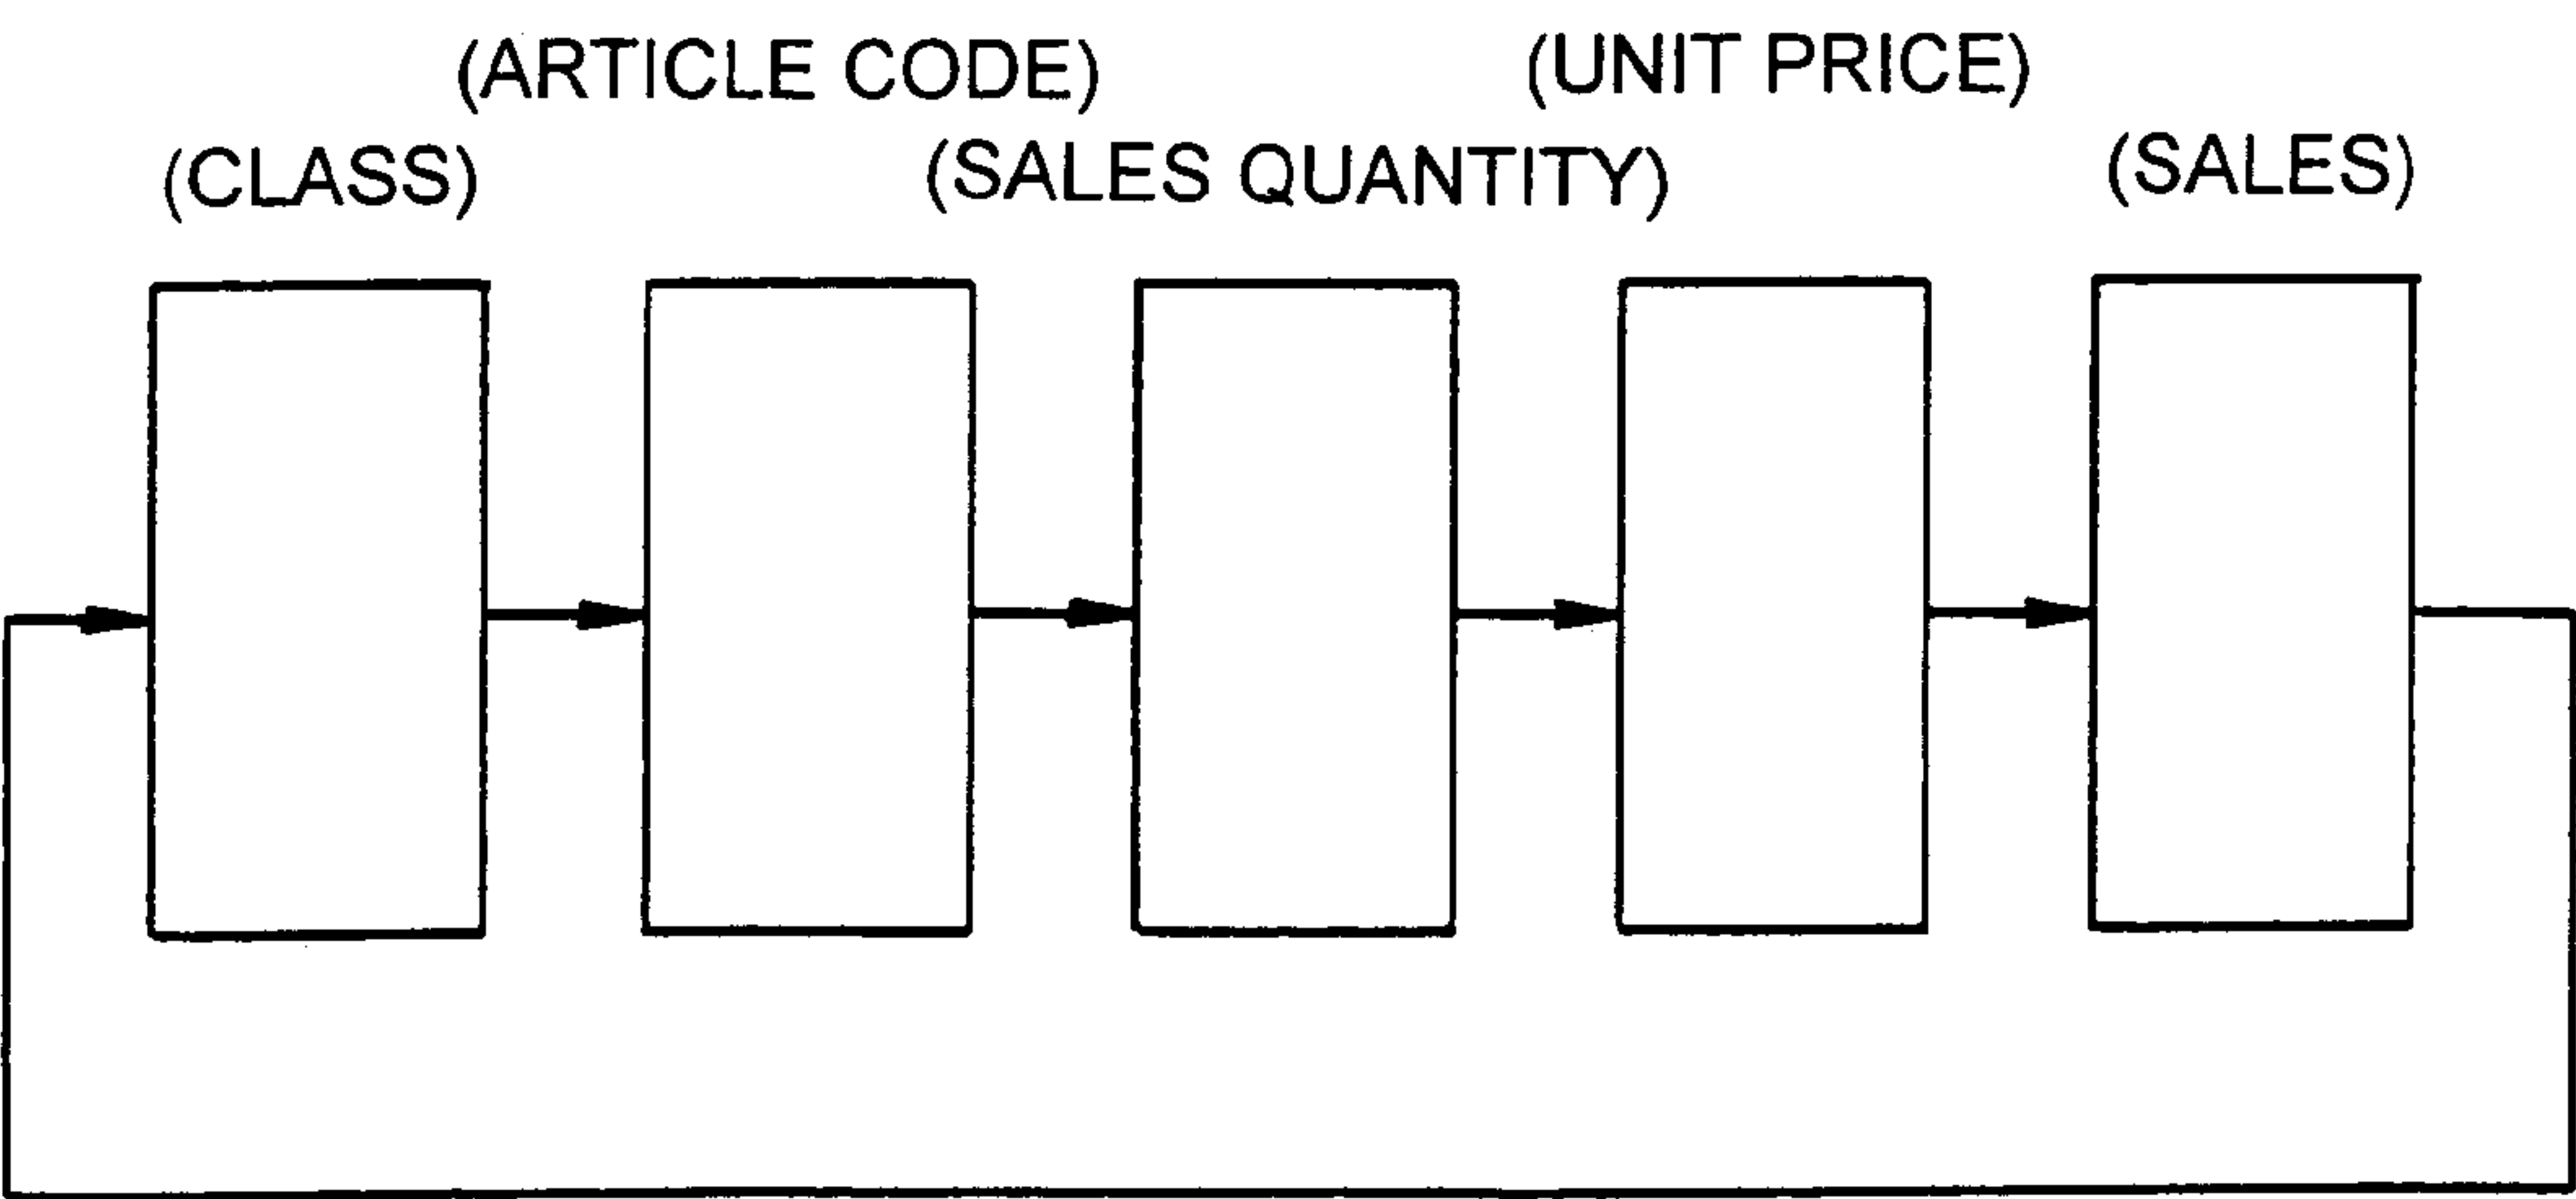 (ARTICLE CODE)
(UNIT PRICE)
(CLASS)
(SALES QUANTITY)
(SALES)